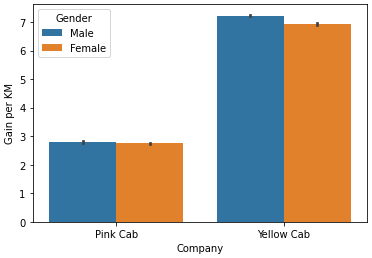 Gender
Male
Female
7
6
5
4
3
2
1
0
Gain per KM
Pink Cab
Yellow Cab
Company